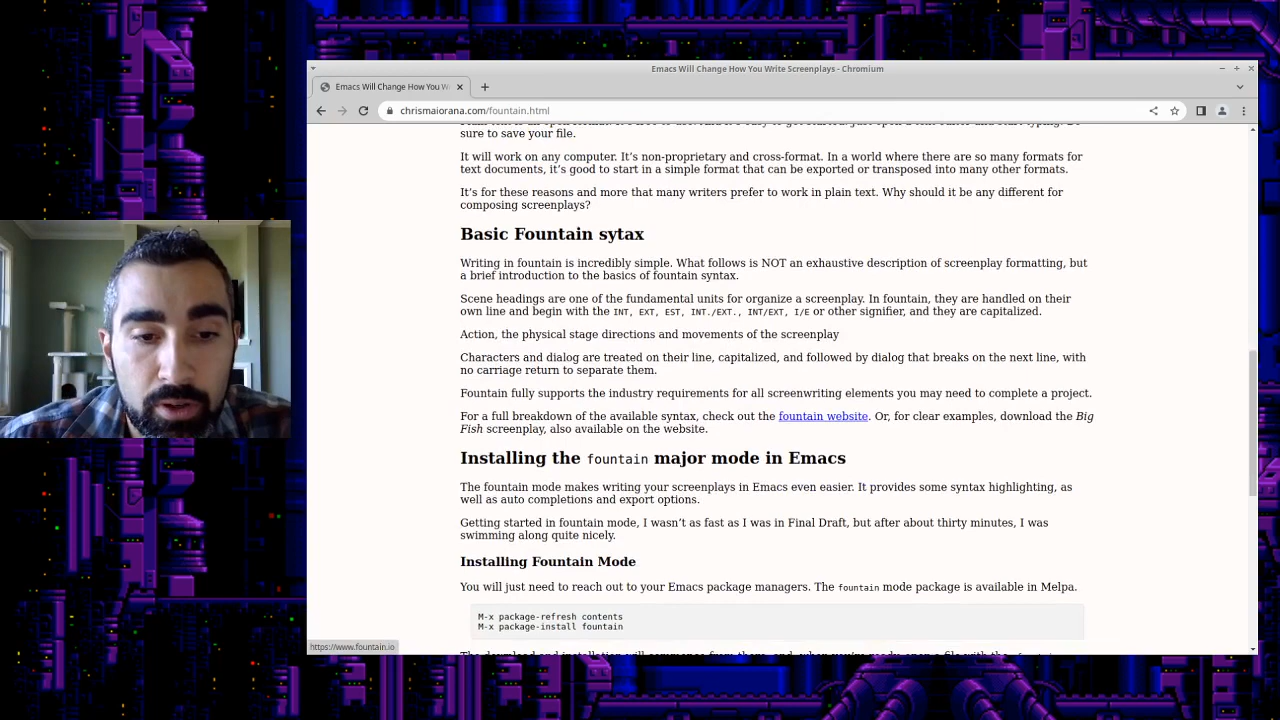 Emacs Will Change How You Write Screenplays - Chromium
Emacs Will Change How You W
chrismaiorana.com/fountain.html
sure to save your file.
It will work on any computer. It's non-proprietary and cross-format. In a world where there are so many formats for
text documents, it's good to start in a simple format that can be exported or transposed into many other formats.
It's for these reasons and more that many writers prefer to work in plain text. Why should it be any different for
composing screenplays?
Basic Fountain sytax
Writing in fountain is incredibly simple. What follows is NOT an exhaustive description of screenplay formatting, but
a brief introduction to the basics of fountain syntax.
Scene headings are one of the fundamental units for organize a screenplay. In fountain, they are handled on their
own line and begin with the INT, EXT, EST, INT./EXT., INT/EXT, I/E or other signifier, and they are capitalized.
Action, the physical stage directions and movements of the screenplay
Characters and dialog are treated on their line, capitalized, and followed by dialog that breaks on the next line, with
no carriage return to separate them.
Fountain fully supports the industry requirements for all screenwriting elements you may need to complete a project.
For a full breakdown of the available syntax, check out the fountain website. Or, for clear examples, download the Big
Fish screenplay, also available on the website.
Installing the fountain major mode in Emacs
The fountain mode makes writing your screenplays in Emacs even easier. It provides some syntax highlighting, as
well as auto completions and export options.
Getting started in fountain mode, I wasn't as fast as I was in Final Draft, but after about thirty minutes, I was
swimming along quite nicely.
Installing Fountain Mode
You will just need to reach out to your Emacs package managers. The fountain mode package is available in Melpa.
M-x package-refresh contents
M-x package-install fountain
https://www.fountain.io